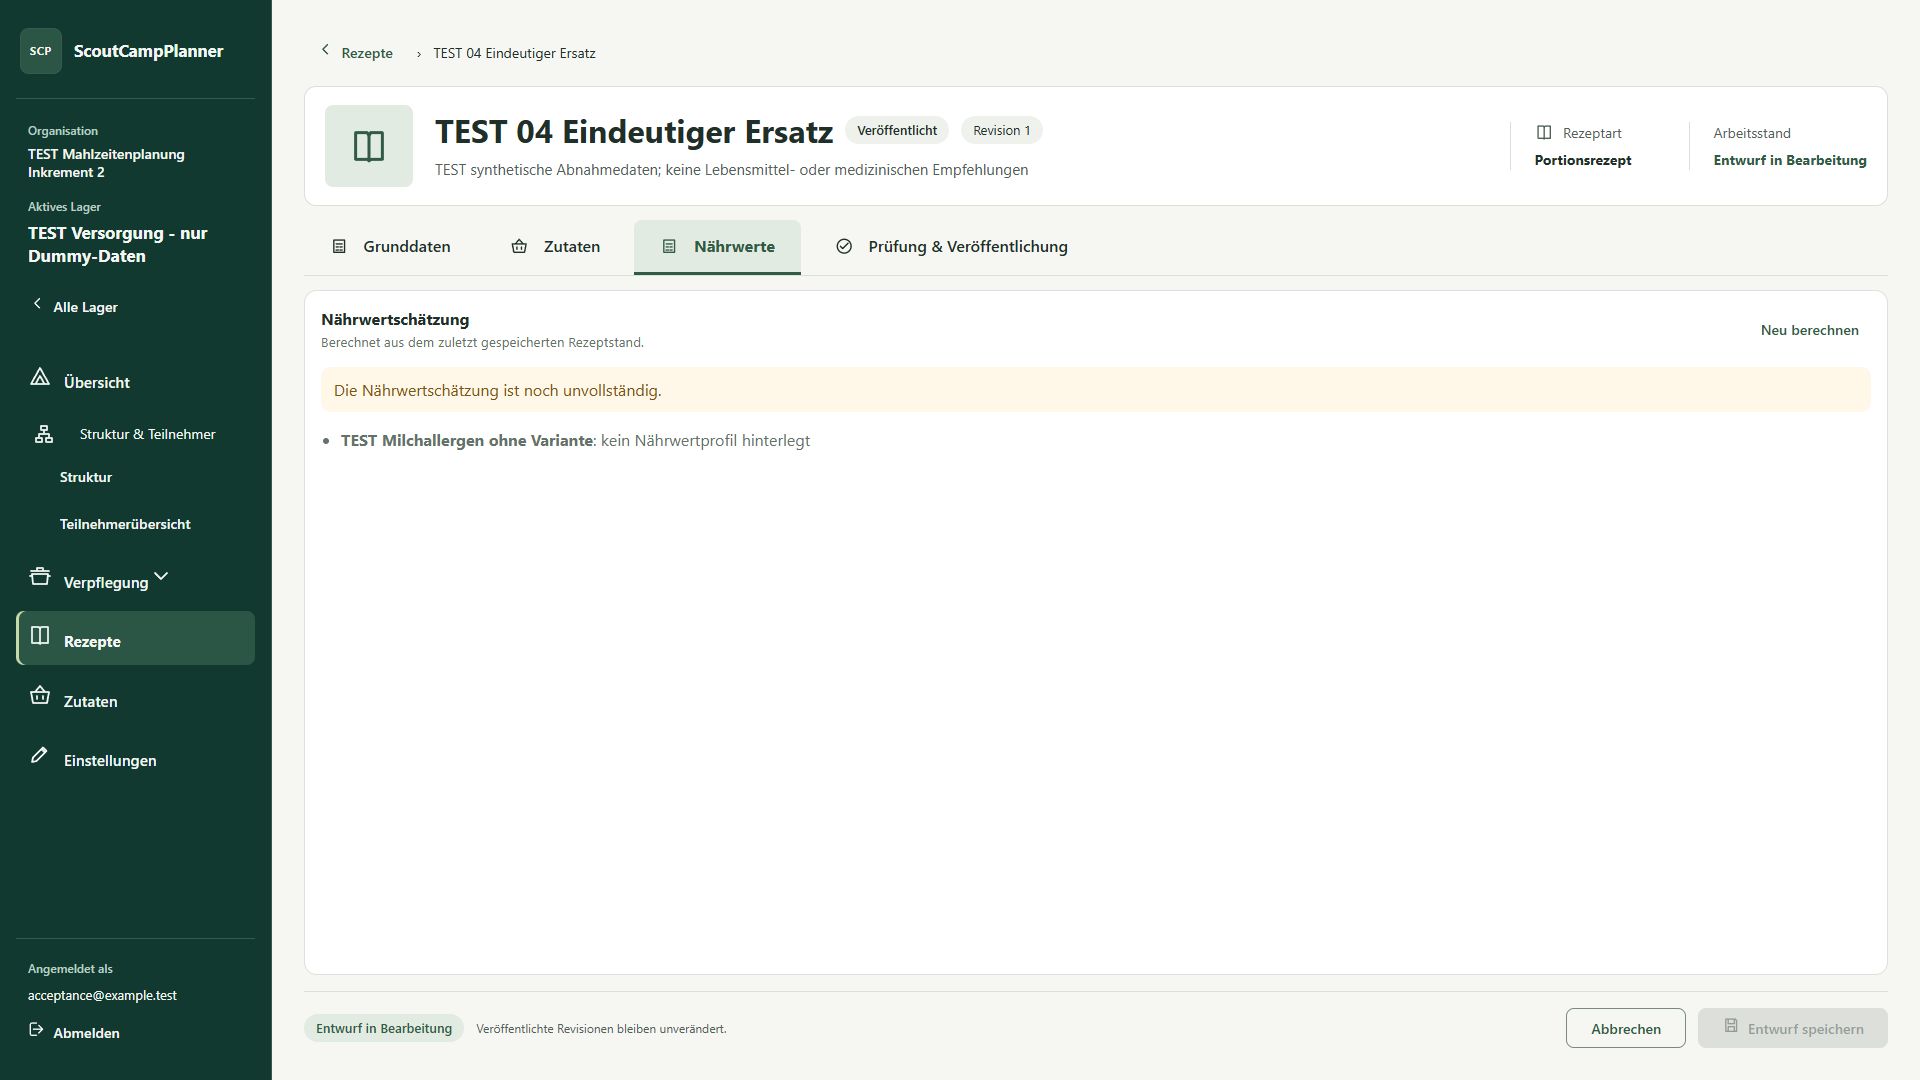 SCP
ScoutCampPlanner
Organisation
TEST Mahlzeitenplanung
Inkrement 2
Aktives Lager
TEST Versorgung - nur
Dummy-Daten
Alle Lager
Übersicht
Struktur & Teilnehmer
Struktur
Teilnehmerübersicht
Verpflegung
Rezepte
Zutaten
Einstellungen
Angemeldet als
acceptance@example.test
Abmelden
Rezepte › TEST 04 Eindeutiger Ersatz
TEST 04 Eindeutiger Ersatz Veröffentlicht Revision 1
TEST synthetische Abnahmedaten; keine Lebensmittel- oder medizinischen Empfehlungen
Rezeptart
Portionsrezept
Arbeitsstand
Entwurf in Bearbeitung
Grunddaten Zutaten Nährwerte Prüfung & Veröffentlichung
Nährwertschätzung
Berechnet aus dem zuletzt gespeicherten Rezeptstand.
Neu berechnen
Die Nährwertschätzung ist noch unvollständig.
• TEST Milchallergen ohne Variante: kein Nährwertprofil hinterlegt
Entwurf in Bearbeitung Veröffentlichte Revisionen bleiben unverändert.
Abbrechen Entwurf speichern